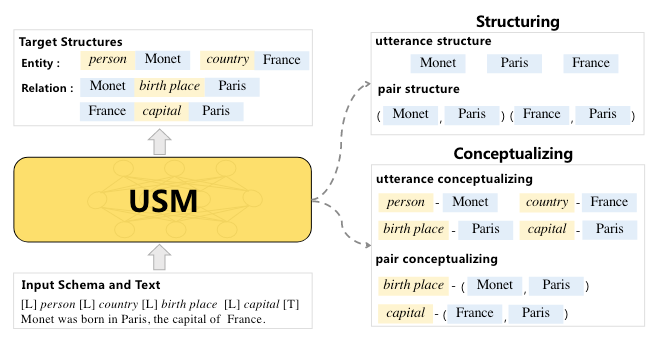 Target Structures
Entity : person Monet country France
Relation : Monet birth place Paris
France capital Paris
USM
Input Schema and Text
[L] person [L] country [L] birth place [L] capital [T]
Monet was born in Paris, the capital of France.
Structuring
utterance structure
Monet Paris France
pair structure
( Monet , Paris ) ( France , Paris )
Conceptualizing
utterance conceptualizing
person - Monet country - France
birth place - Paris capital - Paris
pair conceptualizing
birth place - ( Monet , Paris )
capital - ( France , Paris )